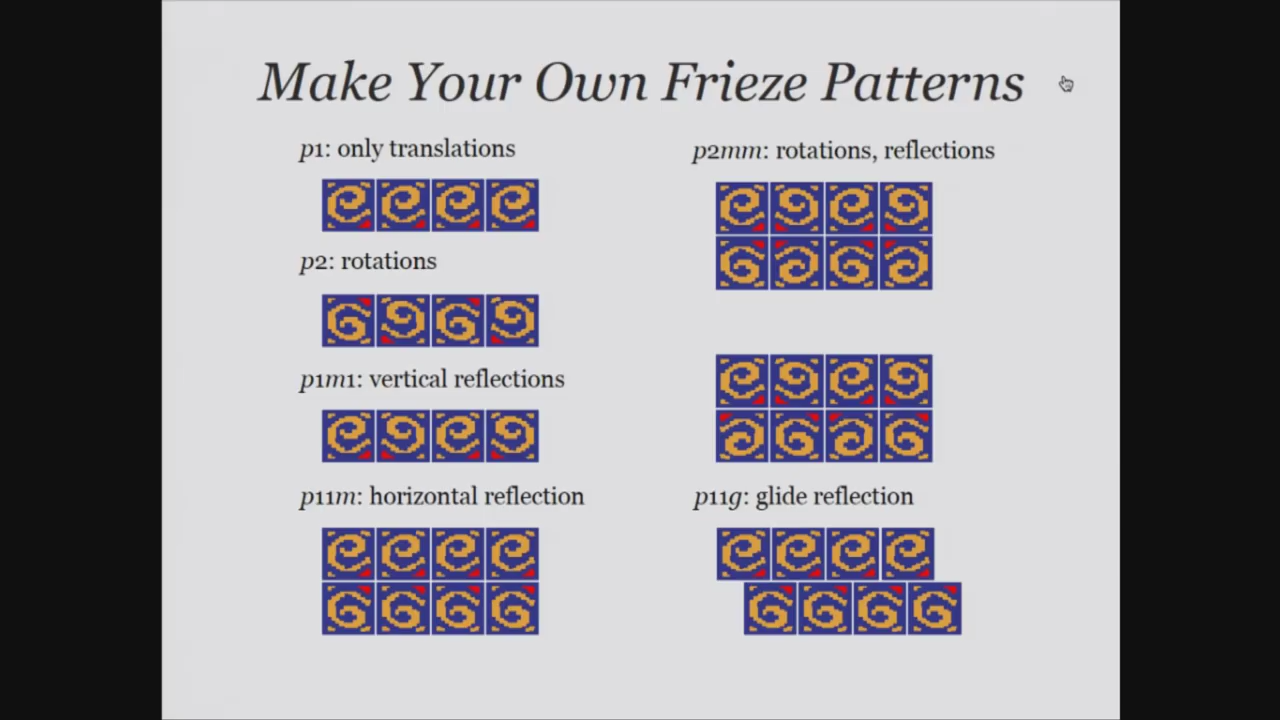 Make Your Own Frieze Patterns
p1: only translations
p2: rotations
p1m1: vertical reflections
p11m: horizontal reflection
p2mm: rotations, reflections
p11g: glide reflection